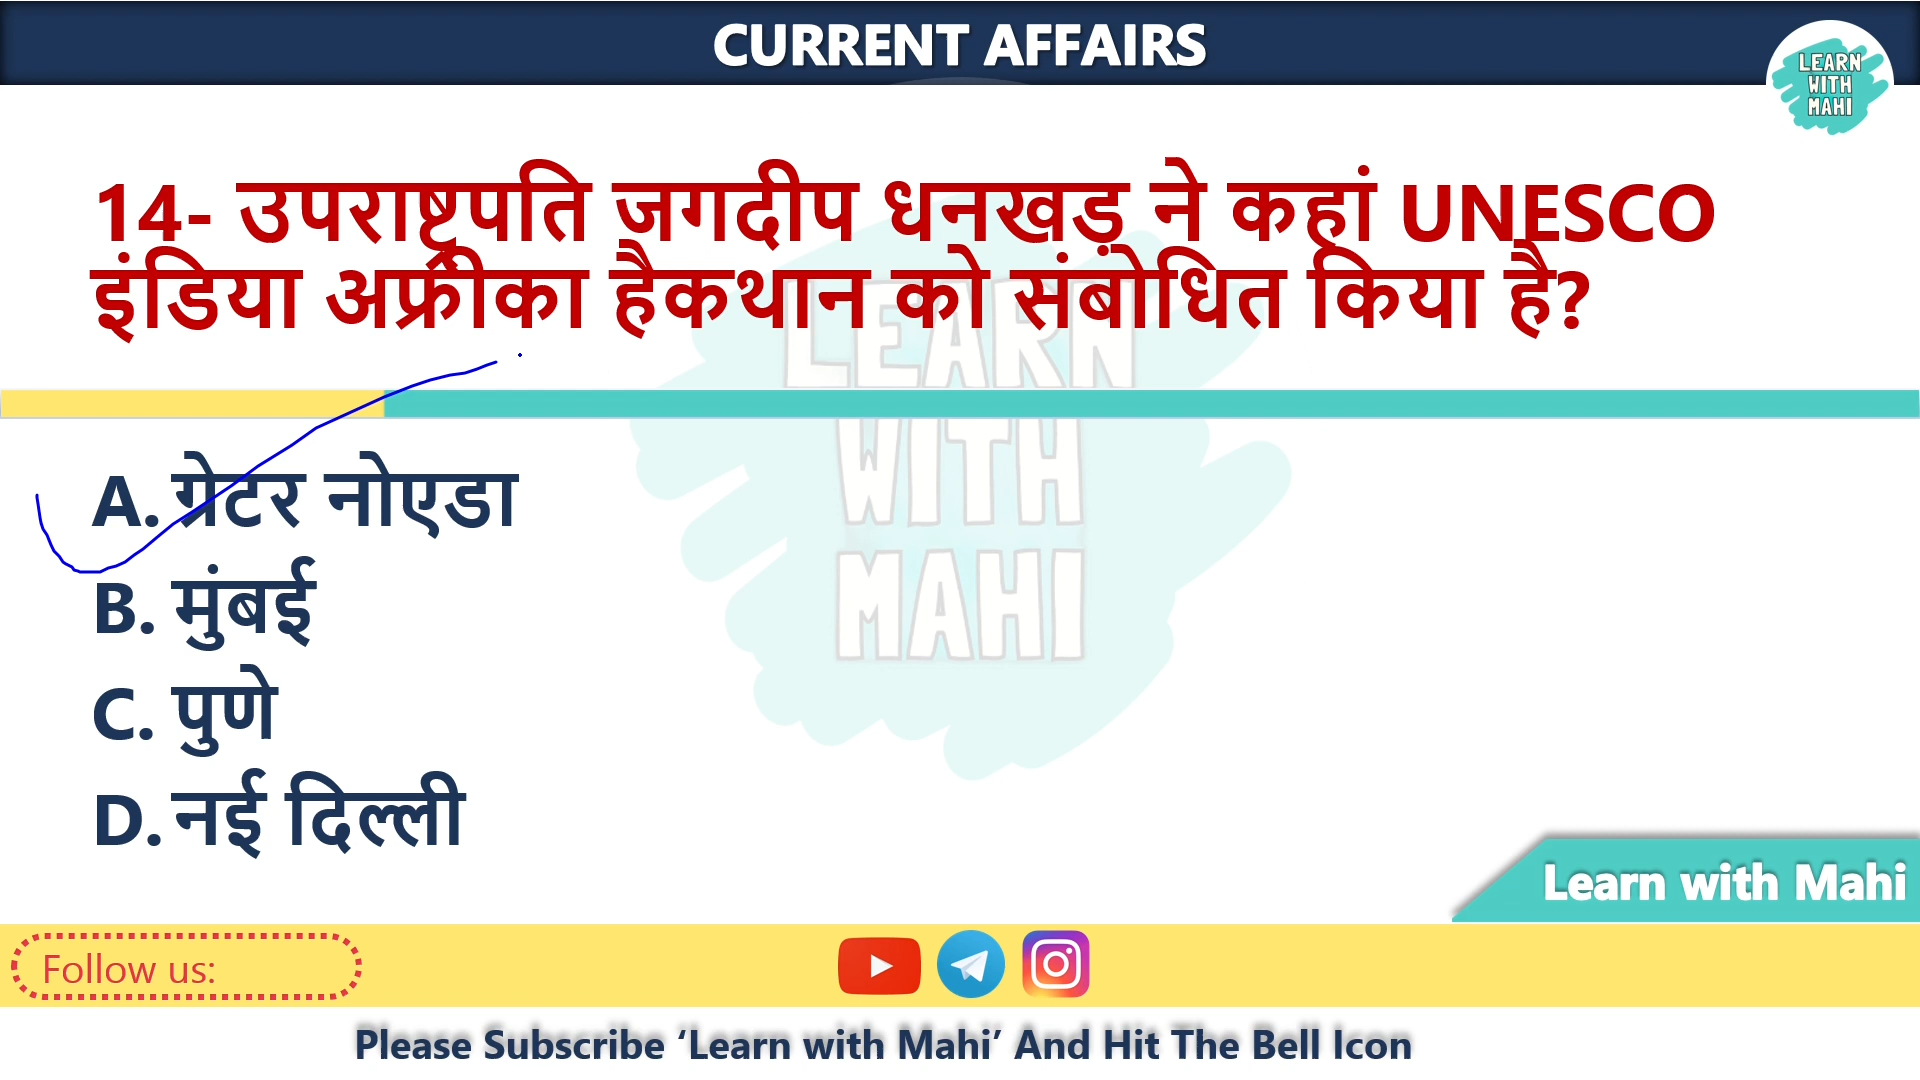 CURRENT AFFAIRS
LEARN
WITH
MAHI
14- उपराष्ट्रपति जगदीप धनखड़ ने कहां UNESCO
इंडिया अफ्रीका हैकथान को संबोधित किया है?
LEARN
WITH
MAHI
A. ग्रेटर नोएडा
B. मुंबई
C. पुणे
D. नई दिल्ली
Learn with Mahi
Follow us:
Please Subscribe ‘Learn with Mahi’ And Hit The Bell Icon